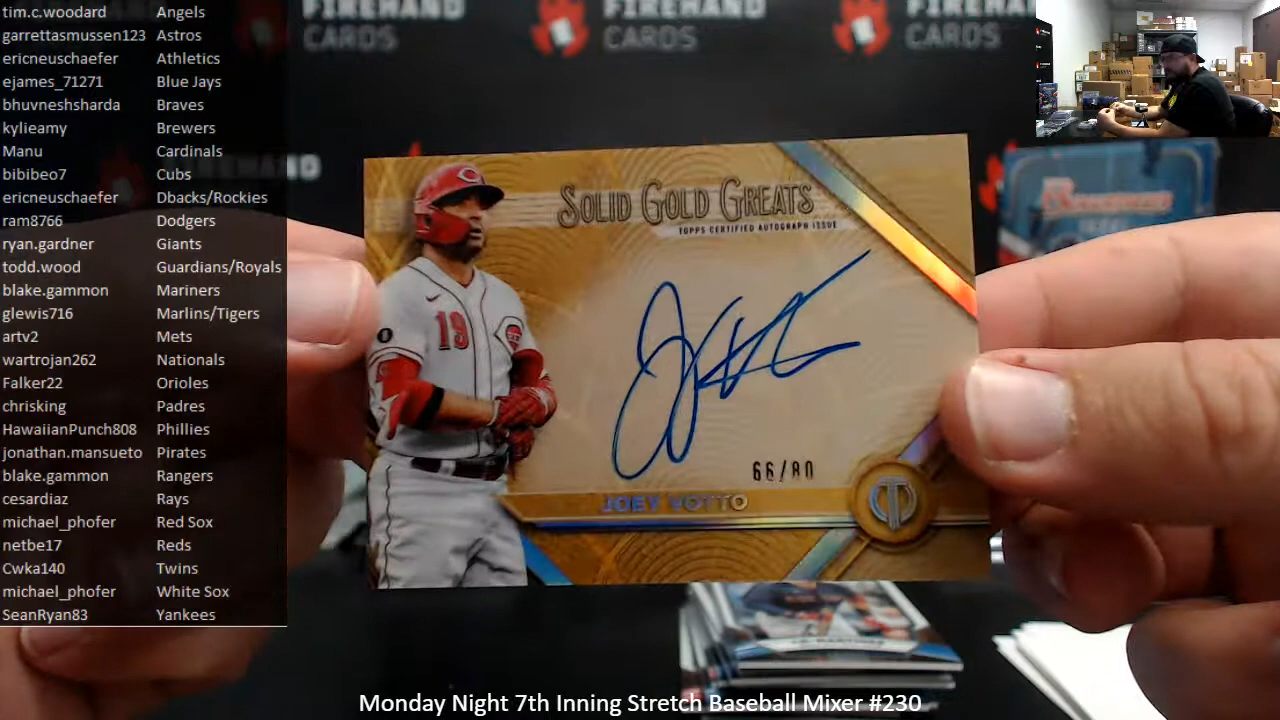 tim.c.woodard Angels
garrettasmussen123 Astros
ericneuschaefer Athletics
ejames_71271 Blue Jays
bhuvneshsharda Braves
kylieamy Brewers
Manu Cardinals
bibibeo7 Cubs
ericneuschaefer Dbacks/Rockies
ram8766 Dodgers
ryan.gardner Giants
todd.wood Guardians/Royals
blake.gammon Mariners
glewis716 Marlins/Tigers
artv2 Mets
wartrojan262 Nationals
Falker22 Orioles
chrisking Padres
HawaiianPunch808 Phillies
jonathan.mansueto Pirates
blake.gammon Rangers
cesardiaz Rays
michael_phofer Red Sox
netbe17 Reds
Cwka140 Twins
michael_phofer White Sox
SeanRyan83 Yankees
FIREHAND
CARDS
FIREHAND
CARDS
FIREHAND
CARDS
Bowman
SOLID GOLD GREATS
TOPPS CERTIFIED AUTOGRAPH ISSUE
19
66/80
JOEY VOTTO
Monday Night 7th Inning Stretch Baseball Mixer #230